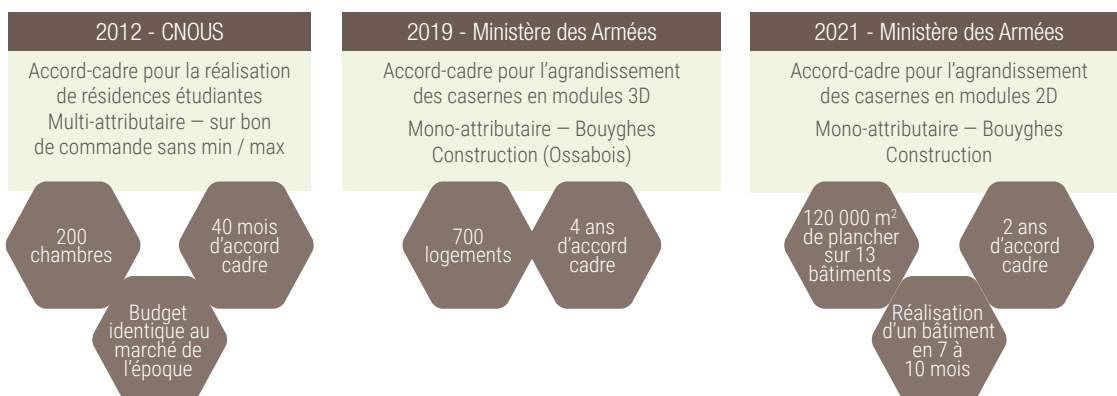 2012 - CNOUS
Accord-cadre pour la réalisation
de résidences étudiantes
Multi-attributaire — sur bon
de commande sans min / max
200
chambres
40 mois
d'accord
cadre
Budget
identique au
marché de
l'époque
2019 - Ministère des Armées
Accord-cadre pour l'agrandissement
des casernes en modules 3D
Mono-attributaire — Bouyghes
Construction (Ossabois)
700
logements
4 ans
d'accord
cadre
2021 - Ministère des Armées
Accord-cadre pour l'agrandissement
des casernes en modules 2D
Mono-attributaire — Bouyghes
Construction
120 000 m²
de plancher
sur 13
bâtiments
2 ans
d'accord
cadre
Réalisation
d'un bâtiment
en 7 à
10 mois